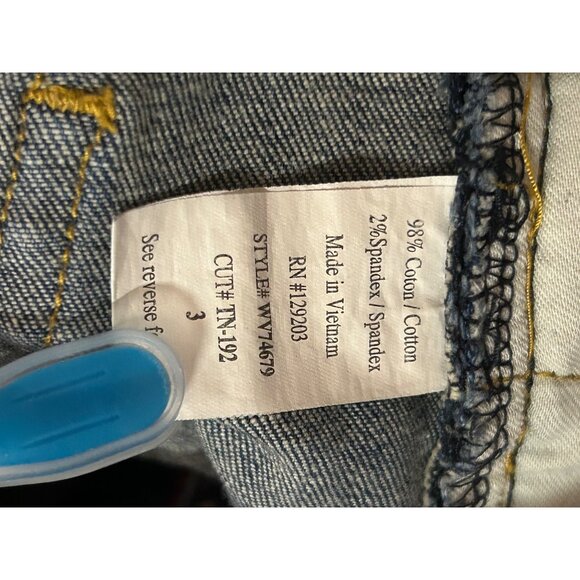 98% Coton / Cotton
2%Spandex / Spandex
Made in Vietnam
RN #129203
STYLE# WV74679
CUT# TN-192
3
See reverse f